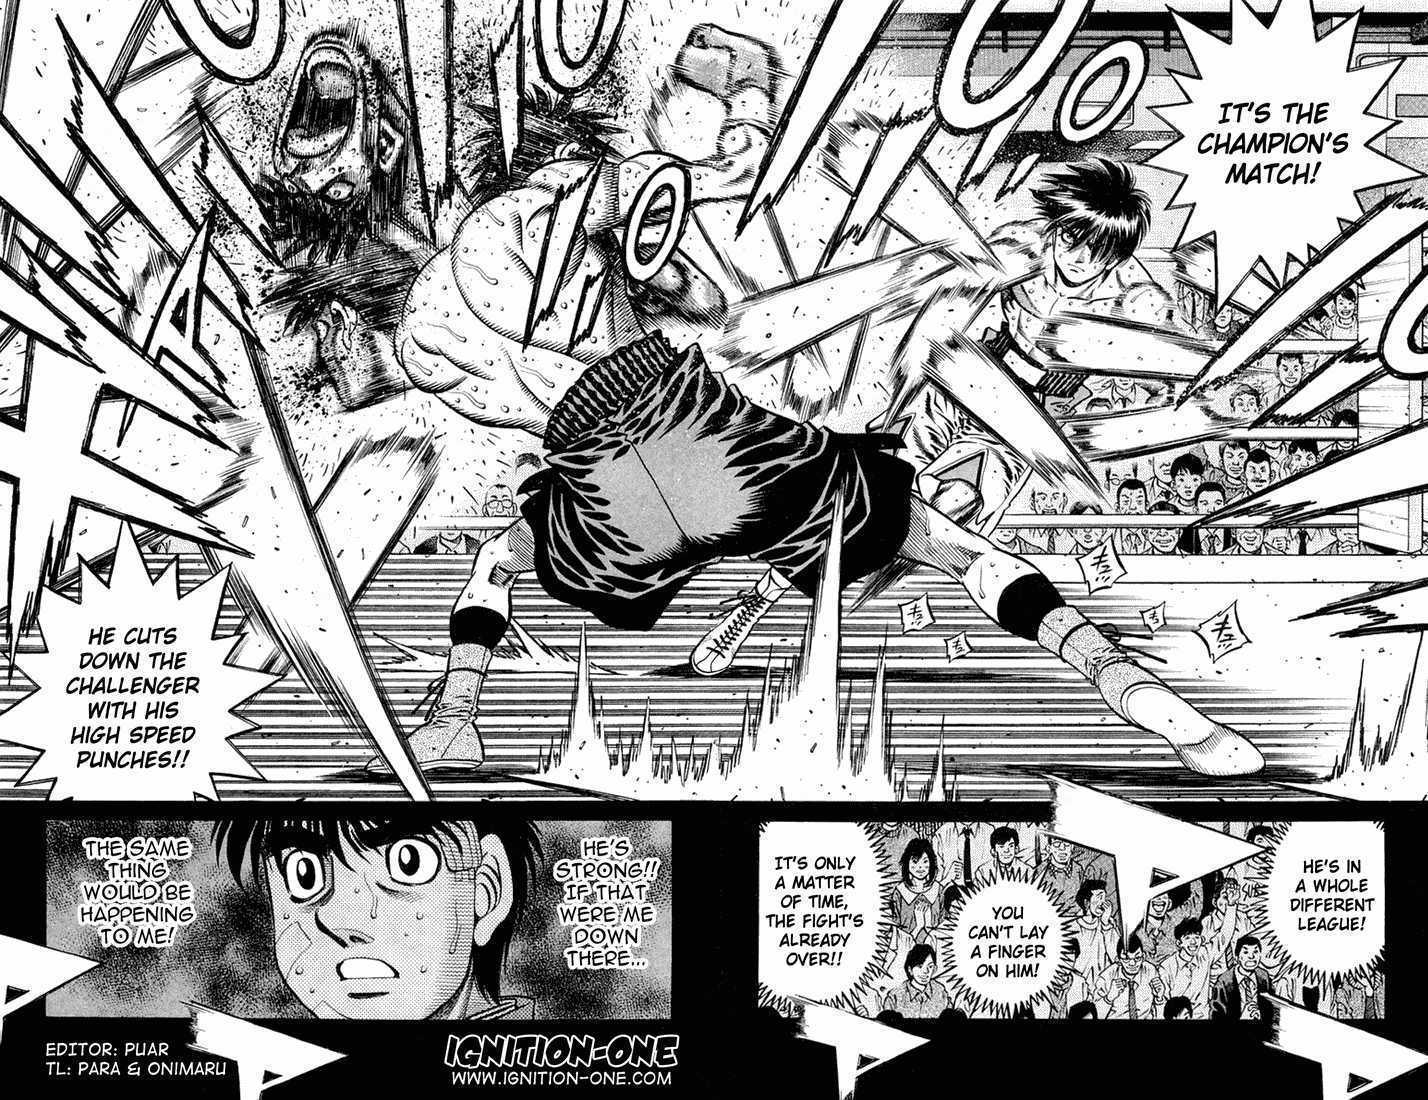 IT'S THE
CHAMPION'S
MATCH!
HE CUTS
DOWN THE
CHALLENGER
WITH HIS
HIGH SPEED
PUNCHES!!
HE'S IN
A WHOLE
DIFFERENT
LEAGUE!
YOU
CAN'T LAY
A FINGER
ON HIM!
IT'S ONLY
A MATTER
OF TIME,
THE FIGHT'S
ALREADY
OVER!!
HE'S
STRONG!!
IF THAT
WERE ME
DOWN
THERE...
THE SAME
THING
WOULD BE
HAPPENING
TO ME!
EDITOR: PUAR
TL: PARA & ONIMARU
IGNITION-ONE
WWW.IGNITION-ONE.COM